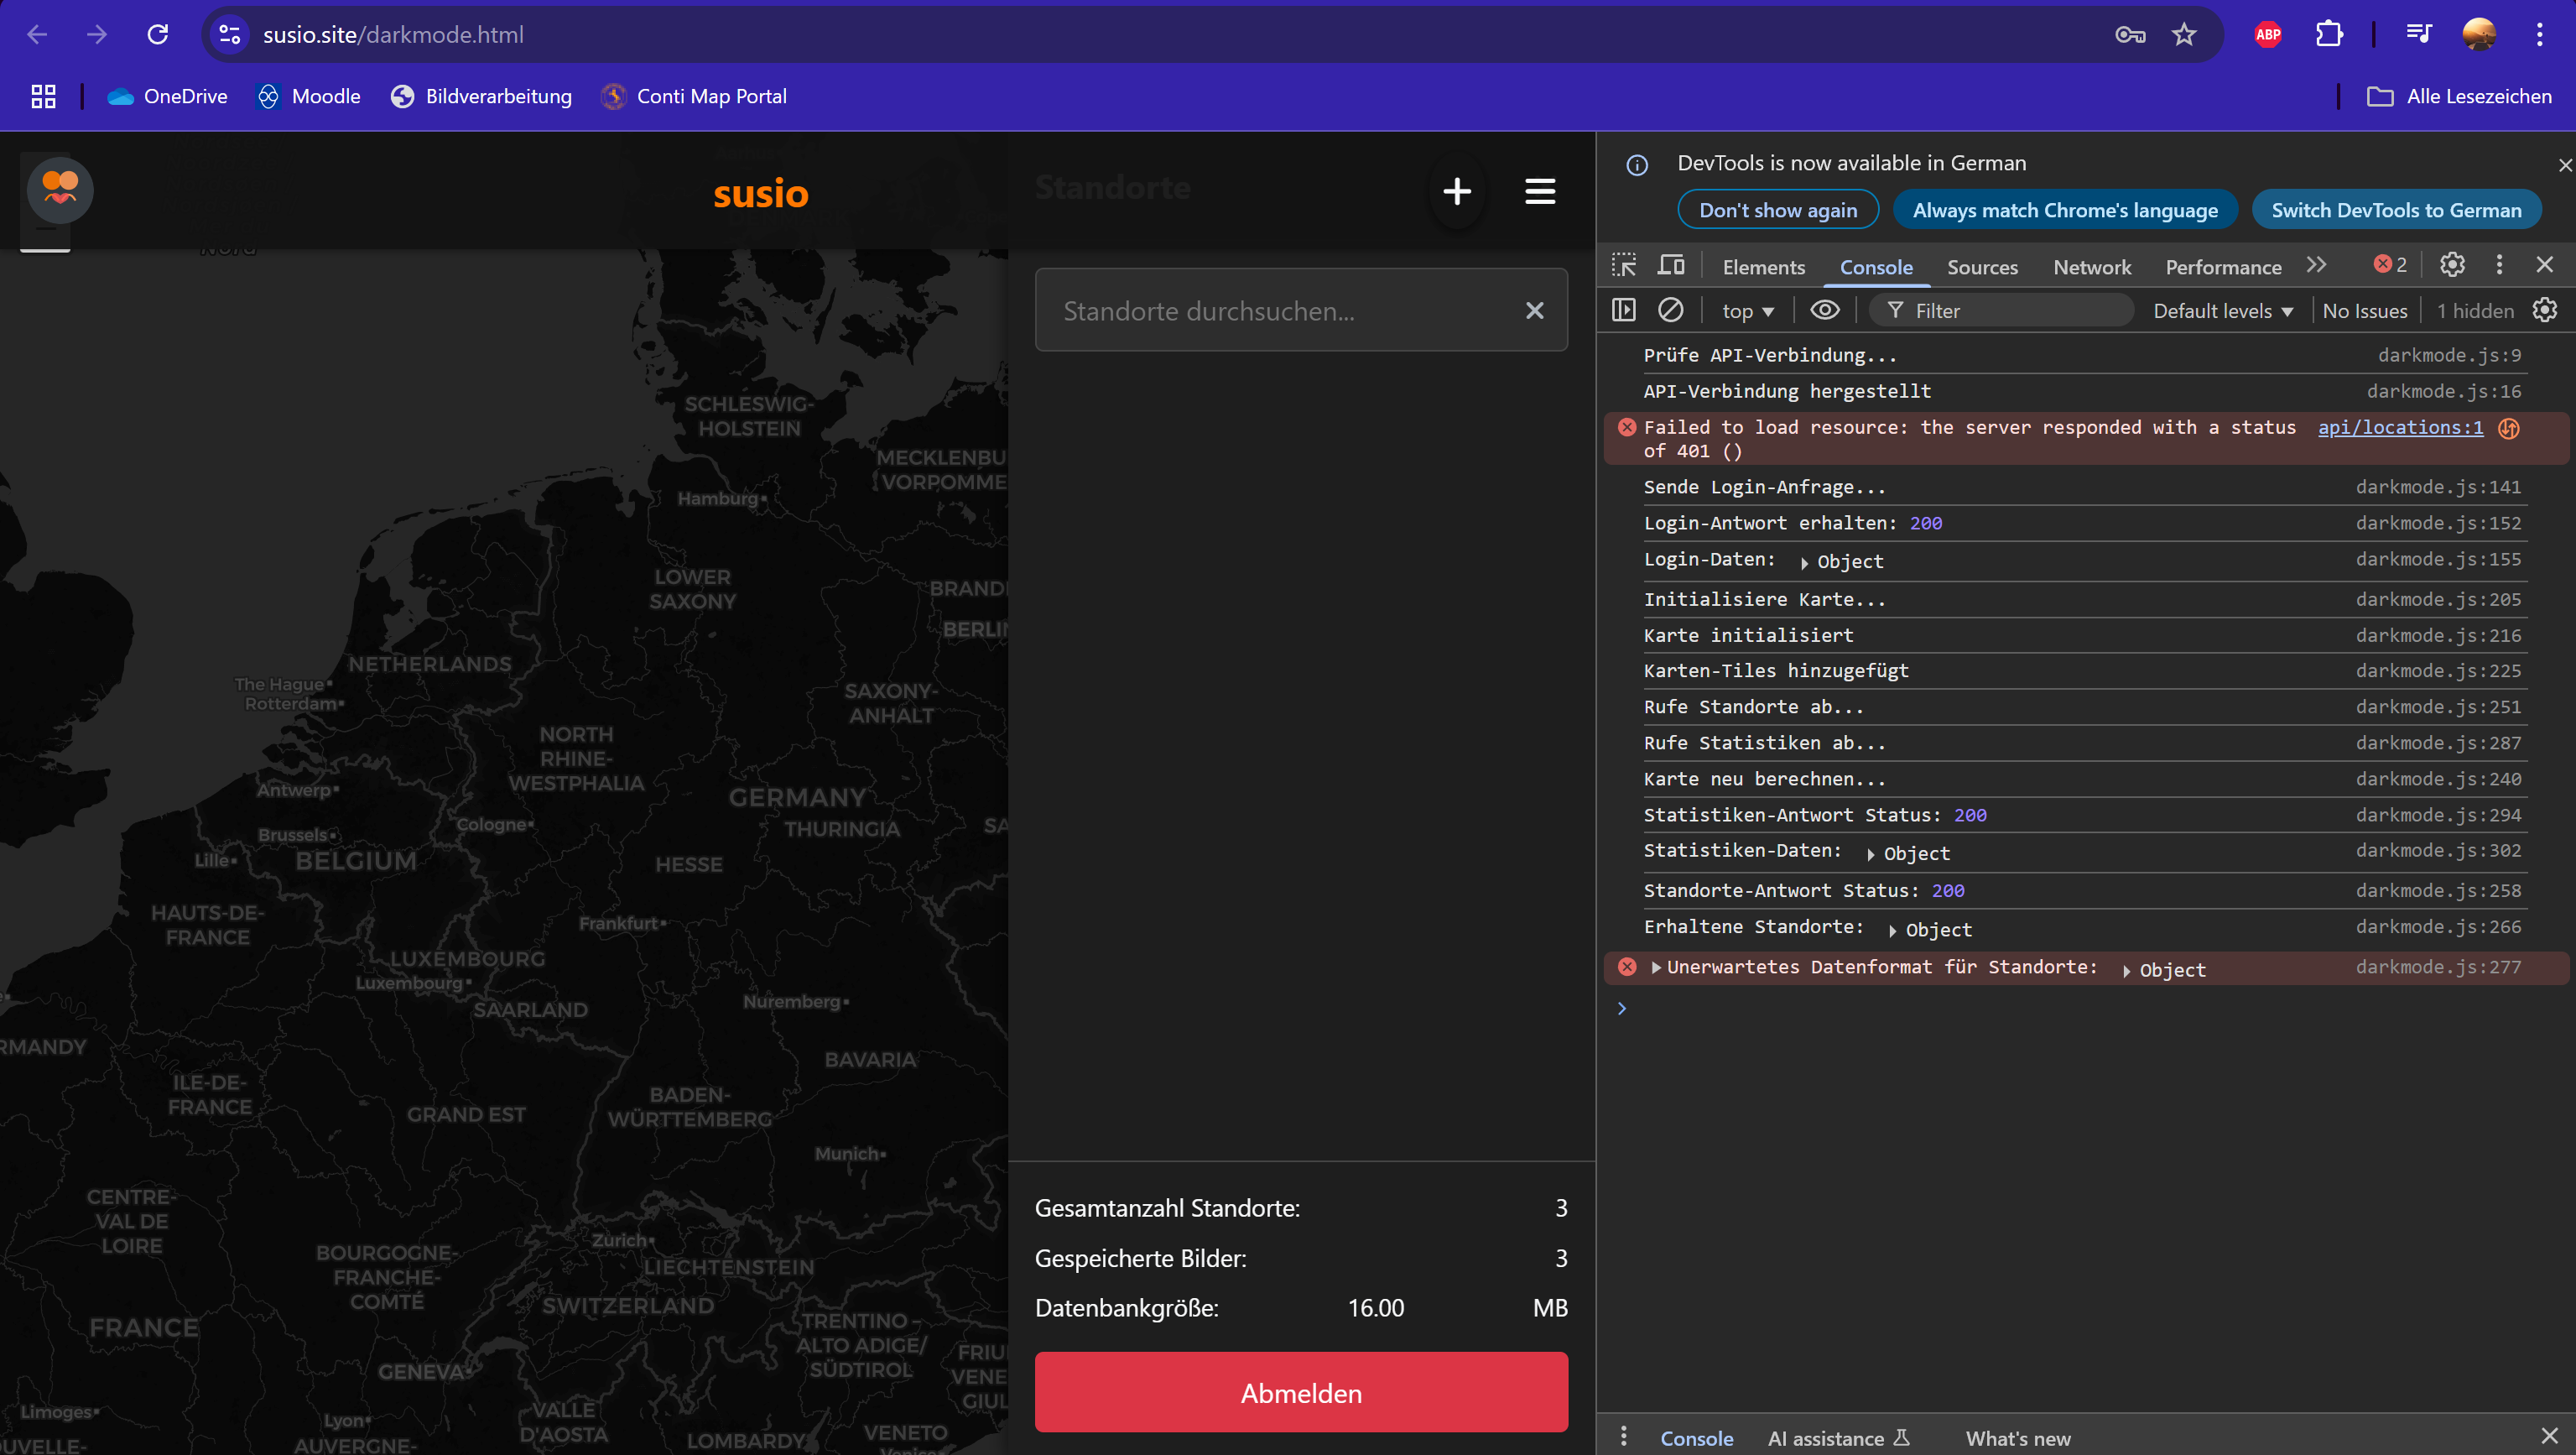 susio.site/darkmode.html
ABP
OneDrive
Moodle
Bildverarbeitung
Conti Map Portal
Alle Lesezeichen
susio
Standorte
Standorte durchsuchen...
Nord
SCHLESWIG-
HOLSTEIN
MECKLENBU
VORPOMME
Hamburg
LOWER
SAXONY
BRAND
BERLIN
NETHERLANDS
The Hague
Rotterdam
SAXONY-
ANHALT
NORTH
RHINE-
WESTPHALIA
Antwerp
GERMANY
Brussels
Cologne
THURINGIA
SA
Lille
BELGIUM
HESSE
HAUTS-DE-
FRANCE
Frankfurt
LUXEMBOURG
Luxembourg
SAARLAND
Nuremberg
RMANDY
BAVARIA
ILE-DE-
FRANCE
GRAND EST
BADEN-
WÜRTTEMBERG
Munich
CENTRE-
VAL DE
LOIRE
BOURGOGNE-
FRANCHE-
COMTÉ
Zurich
LIECHTENSTEIN
SWITZERLAND
FRANCE
TRENTINO -
ALTO ADIGE/
SÜDTIROL
FRIU
VENE
GIUL
GENEVA
Limoges
Lyon
VALLE
D'AOSTA
LOMBARDY
VENETO
Venice
OUVELLE-
AUVERGNE-
Gesamtanzahl Standorte: 3
Gespeicherte Bilder: 3
Datenbankgröße: 16.00 MB
Abmelden
DevTools is now available in German
Don't show again
Always match Chrome's language
Switch DevTools to German
Elements
Console
Sources
Network
Performance
2
top
Filter
Default levels
No Issues
1 hidden
Prüfe API-Verbindung... darkmode.js:9
API-Verbindung hergestellt darkmode.js:16
Failed to load resource: the server responded with a status api/locations:1
of 401 ()
Sende Login-Anfrage... darkmode.js:141
Login-Antwort erhalten: 200 darkmode.js:152
Login-Daten: Object darkmode.js:155
Initialisiere Karte... darkmode.js:205
Karte initialisiert darkmode.js:216
Karten-Tiles hinzugefügt darkmode.js:225
Rufe Standorte ab... darkmode.js:251
Rufe Statistiken ab... darkmode.js:287
Karte neu berechnen... darkmode.js:240
Statistiken-Antwort Status: 200 darkmode.js:294
Statistiken-Daten: Object darkmode.js:302
Standorte-Antwort Status: 200 darkmode.js:258
Erhaltene Standorte: Object darkmode.js:266
Unerwartetes Datenformat für Standorte: Object darkmode.js:277
Console
AI assistance
What's new